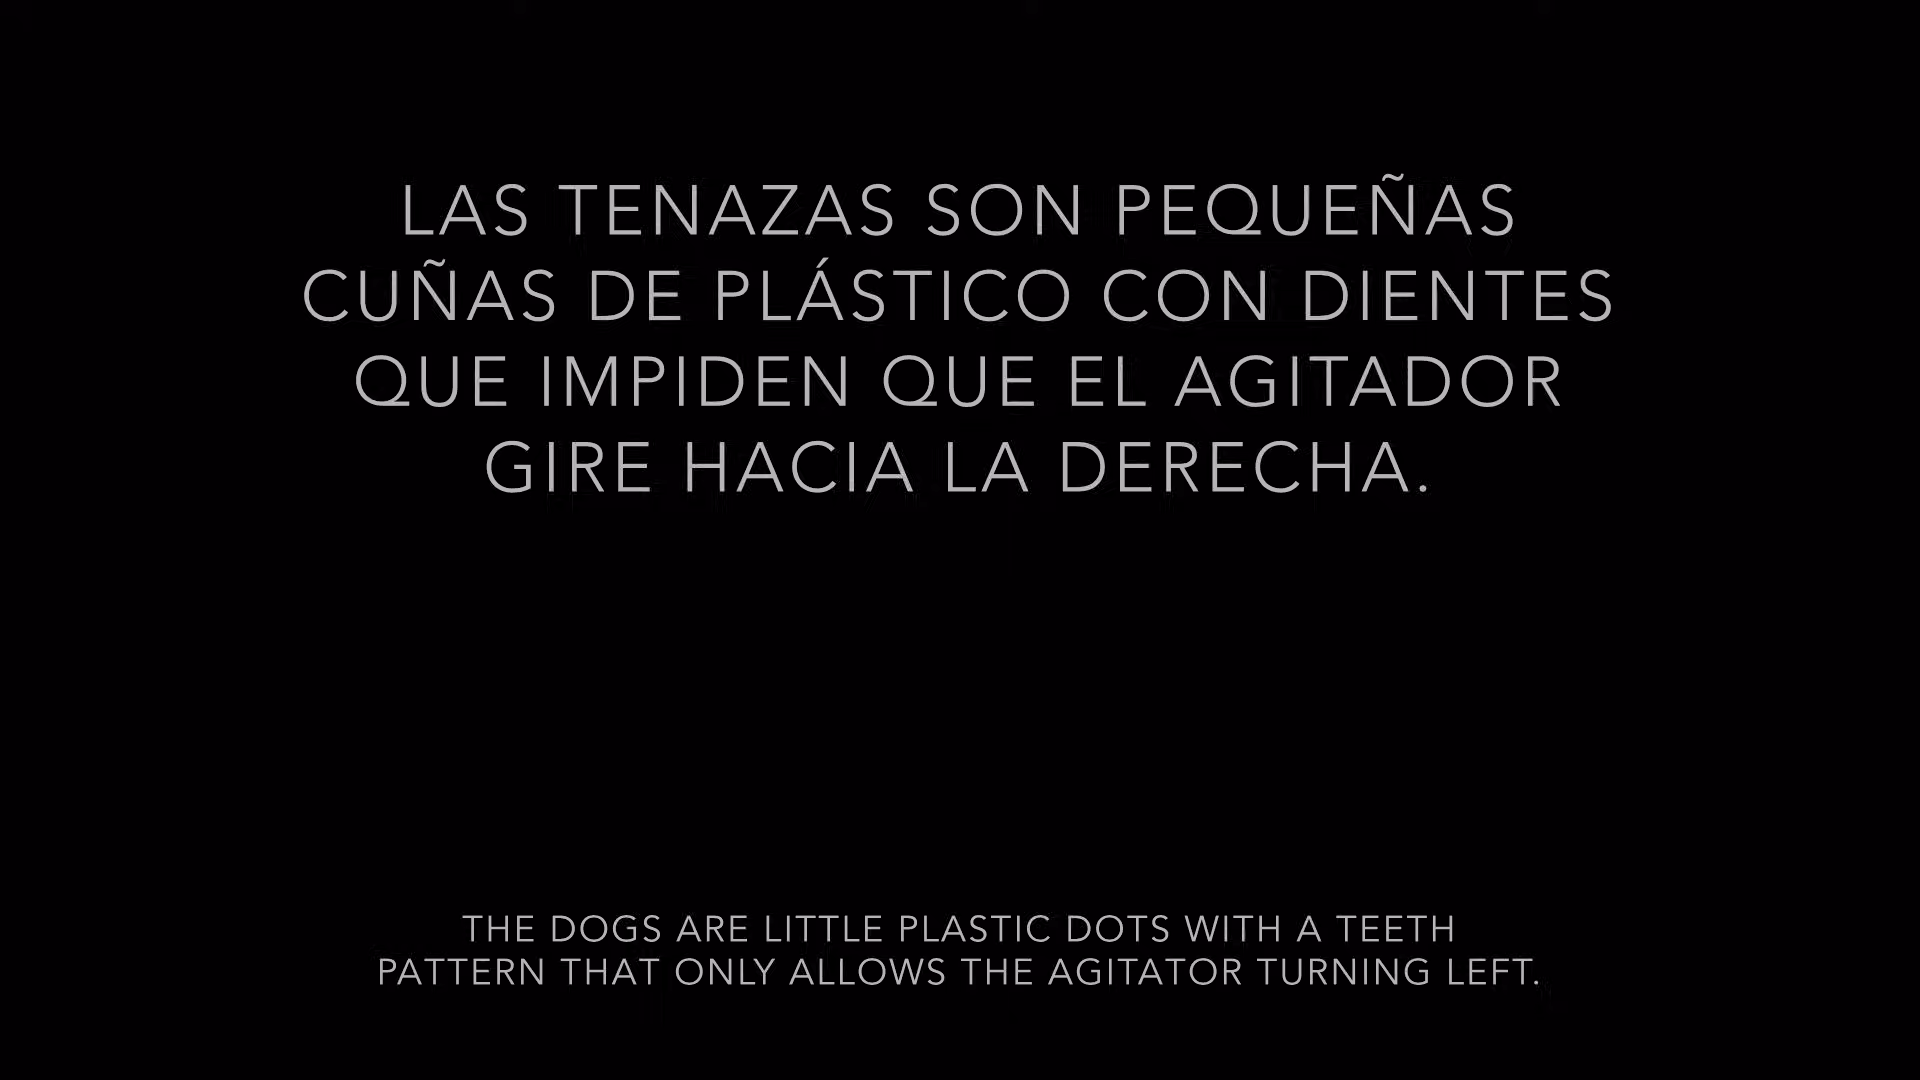 LAS TENAZAS SON PEQUEÑAS
CUÑAS DE PLÁSTICO CON DIENTES
QUE IMPIDEN QUE EL AGITADOR
GIRE HACIA LA DERECHA.
THE DOGS ARE LITTLE PLASTIC DOTS WITH A TEETH
PATTERN THAT ONLY ALLOWS THE AGITATOR TURNING LEFT.